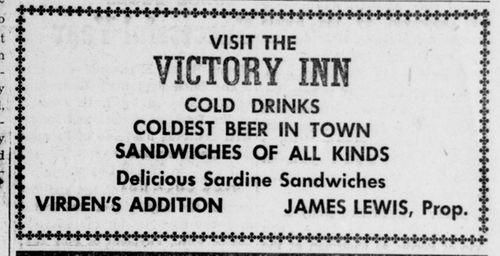 VISIT THE
VICTORY INN
COLD DRINKS
COLDEST BEER IN TOWN
SANDWICHES OF ALL KINDS
Delicious Sardine Sandwiches
VIRDEN'S ADDITION JAMES LEWIS, Prop.